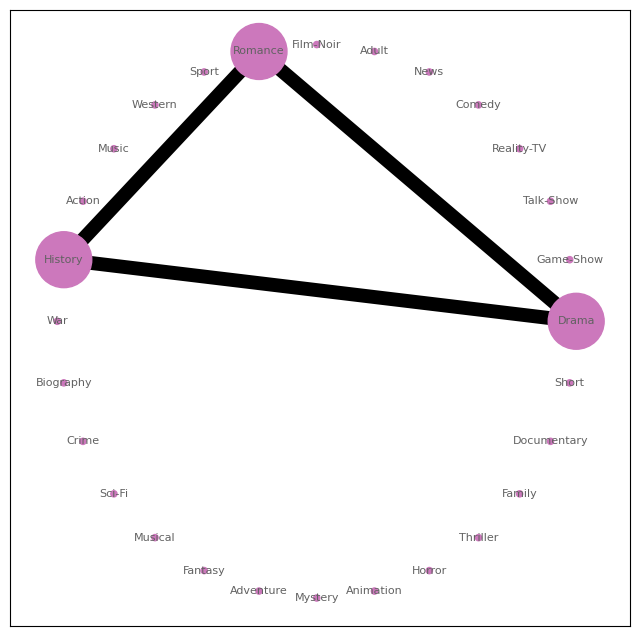 Film-Noir
Romance
Adult
Sport
News
Western
Comedy
Music
Reality-TV
Action
Talk-Show
History
Game-Show
War
Drama
Biography
Short
Crime
Documentary
Sci-Fi
Family
Musical
Thriller
Fantasy
Horror
Adventure
Animation
Mystery